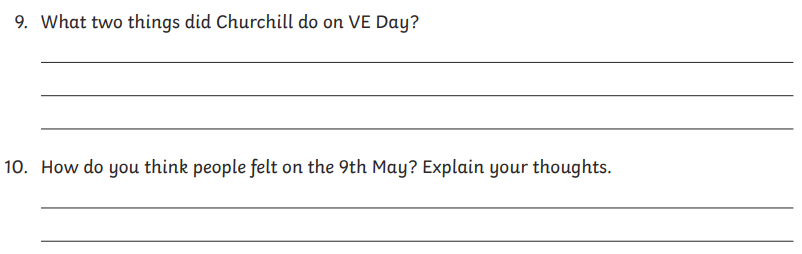 9. What two things did Churchill do on VE Day?
10. How do you think people felt on the 9th May? Explain your thoughts.